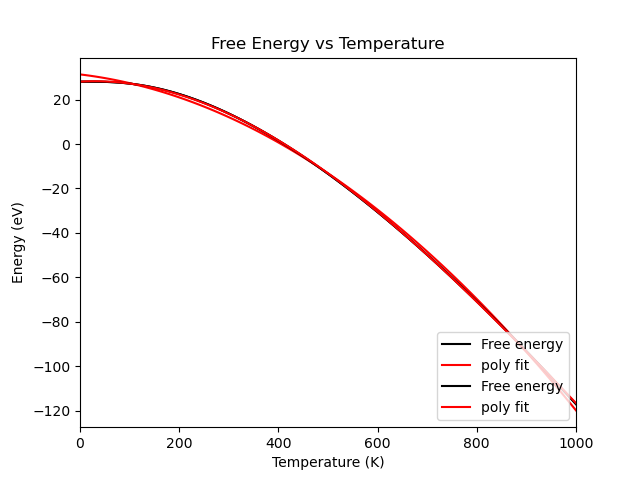 Free Energy vs Temperature
20
0
−20
−40
−60
−80
−100
−120
Energy (eV)
Free energy
poly fit
Free energy
poly fit
0 200 400 600 800 1000
Temperature (K)